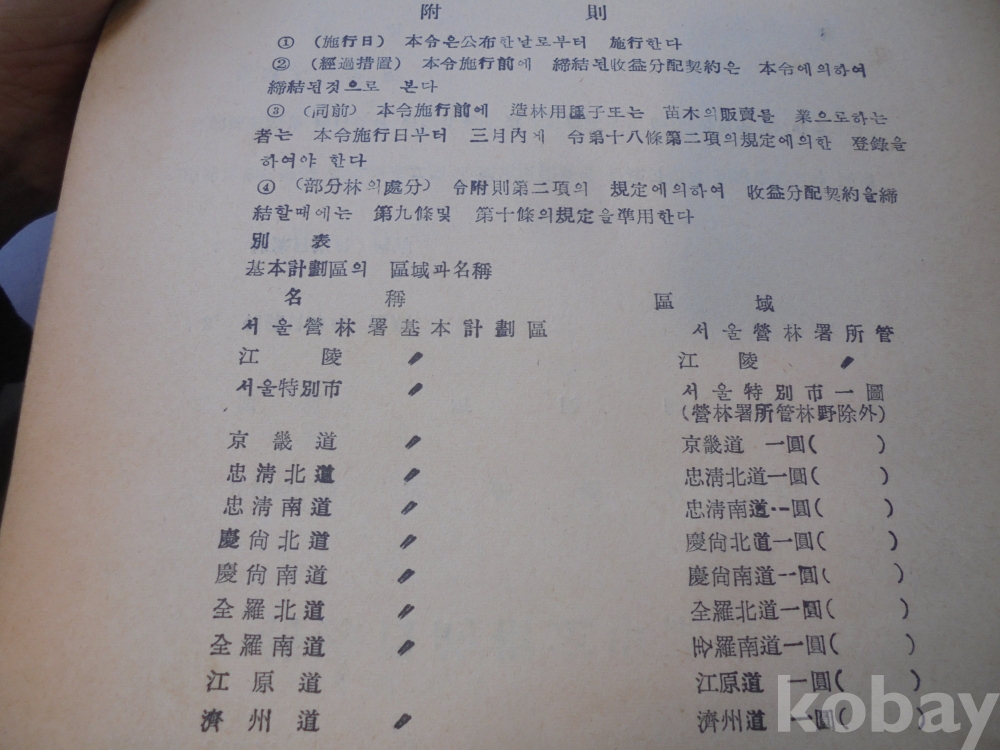 附 則
① (施行日) 本令은公布한날로부터 施行한다
② (經過措置) 本令施行前에 締結된收益分配契約은 本令에의하여
締結된것으로 본다
③ (同前) 本令施行前에 造林用種子또는 苗木의販賣를 業으로하는
者는 本令施行日부터 三月內에 令第十八條第二項의規定에의한 登錄을
하여야 한다
④ (部分林의處分) 令附則第二項의 規定에의하여 收益分配契約을締
結할때에는 第九條및 第十條의規定을準用한다
別 表
基本計劃區의 區域과名稱
名 稱 區 域
서울營林署基本計劃區 서울營林署所管
江 陵 〃 江 陵 〃
서울特別市 〃 서울特別市一圓
(營林署所管林野除外)
京畿道 〃 京畿道 一圓( )
忠淸北道 〃 忠淸北道一圓( )
忠淸南道 〃 忠淸南道一圓( )
慶尙北道 〃 慶尙北道一圓( )
慶尙南道 〃 慶尙南道一圓( )
全羅北道 〃 全羅北道一圓( )
全羅南道 〃 全羅南道一圓( )
江原道 江原道 一圓( )
濟州道 〃 濟州道 一圓( )
kobay